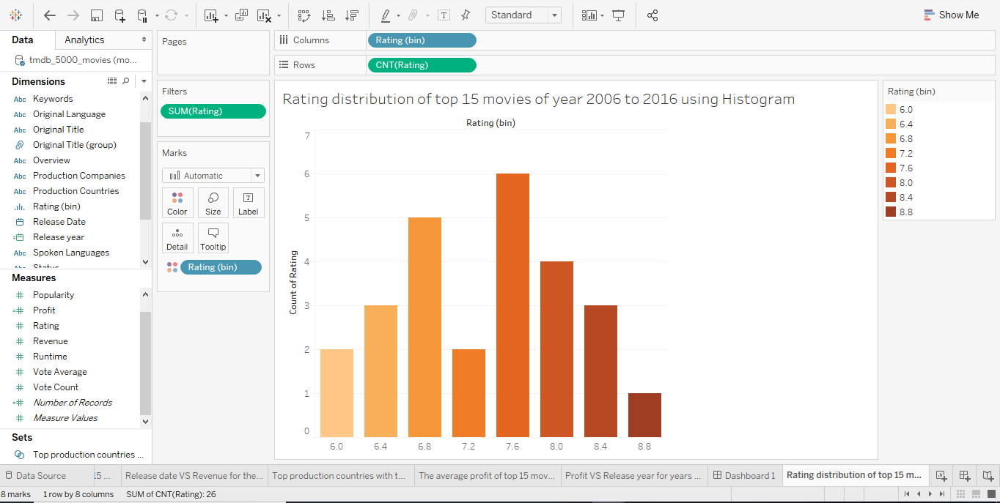 Standard
Show Me
Data
Analytics
tmdb_5000_movies (mo...
Dimensions
Abc Keywords
Abc Original Language
Abc Original Title
Original Title (group)
Abc Overview
Abc Production Companies
Abc Production Countries
Rating (bin)
Release Date
Release year
Abc Spoken Languages
Measures
Popularity
Profit
Rating
Revenue
Runtime
Vote Average
Vote Count
Number of Records
Measure Values
Sets
Top production countries ...
Pages
Filters
SUM(Rating)
Marks
Automatic
Color
Size
Label
Detail
Tooltip
Rating (bin)
Columns
Rating (bin)
Rows
CNT(Rating)
Rating distribution of top 15 movies of year 2006 to 2016 using Histogram
Rating (bin)
Count of Rating
7
6
5
4
3
2
1
0
6.0 6.4 6.8 7.2 7.6 8.0 8.4 8.8
Rating (bin)
6.0
6.4
6.8
7.2
7.6
8.0
8.4
8.8
Data Source
15 ...
Release date VS Revenue for the...
Top production countries with t...
The average profit of top 15 mov...
Profit VS Release year for years ...
Dashboard 1
Rating distribution of top 15 m...
8 marks
1 row by 8 columns
SUM of CNT(Rating): 26